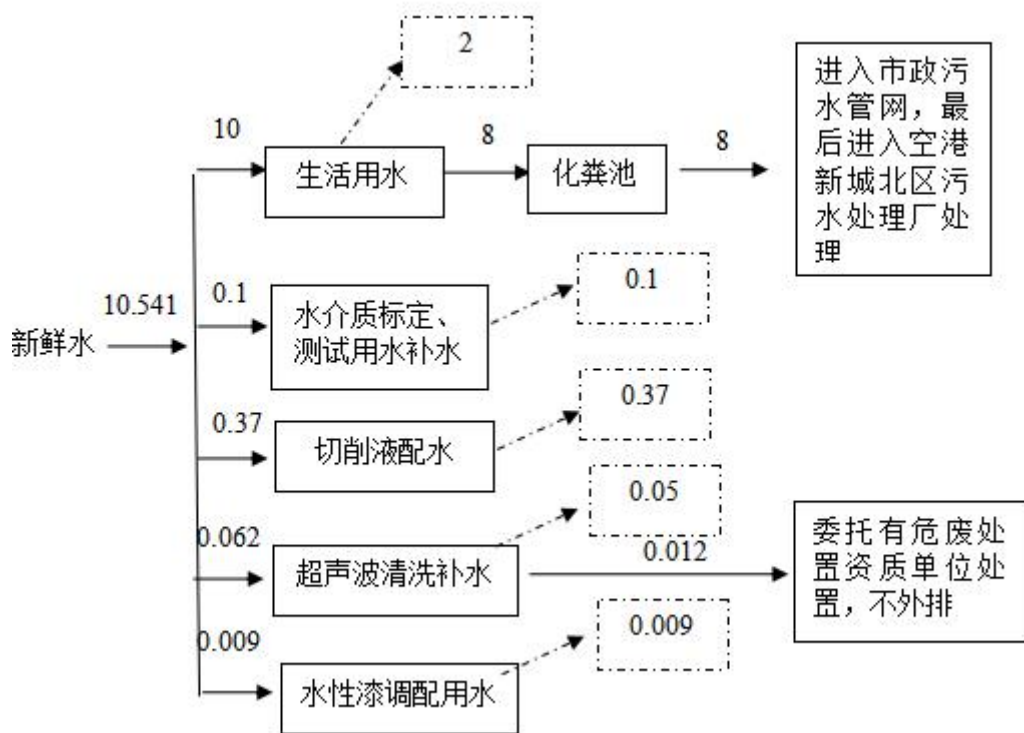 2
进入市政污
水管网，最
后进入空港
新城北区污
水处理厂处
理
10
生活用水
8
化粪池
8
新鲜水
10.541
0.1
水介质标定、
测试用水补水
0.1
0.37
切削液配水
0.37
0.062
超声波清洗补水
0.05
0.012
委托有危废处
置资质单位处
置，不外排
0.009
水性漆调配用水
0.009